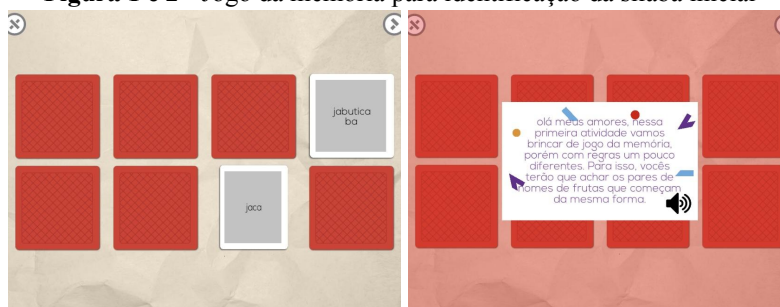 Figura 1 e 2 - Jogo da memória para identificação da sílaba inicial
jabutica
ba
jaca
olá meus amores, nessa
primeira atividade vamos
brincar de jogo da memória,
porém com regras um pouco
diferentes. Para isso, vocês
terão que achar os pares de
nomes de frutas que começam
da mesma forma.